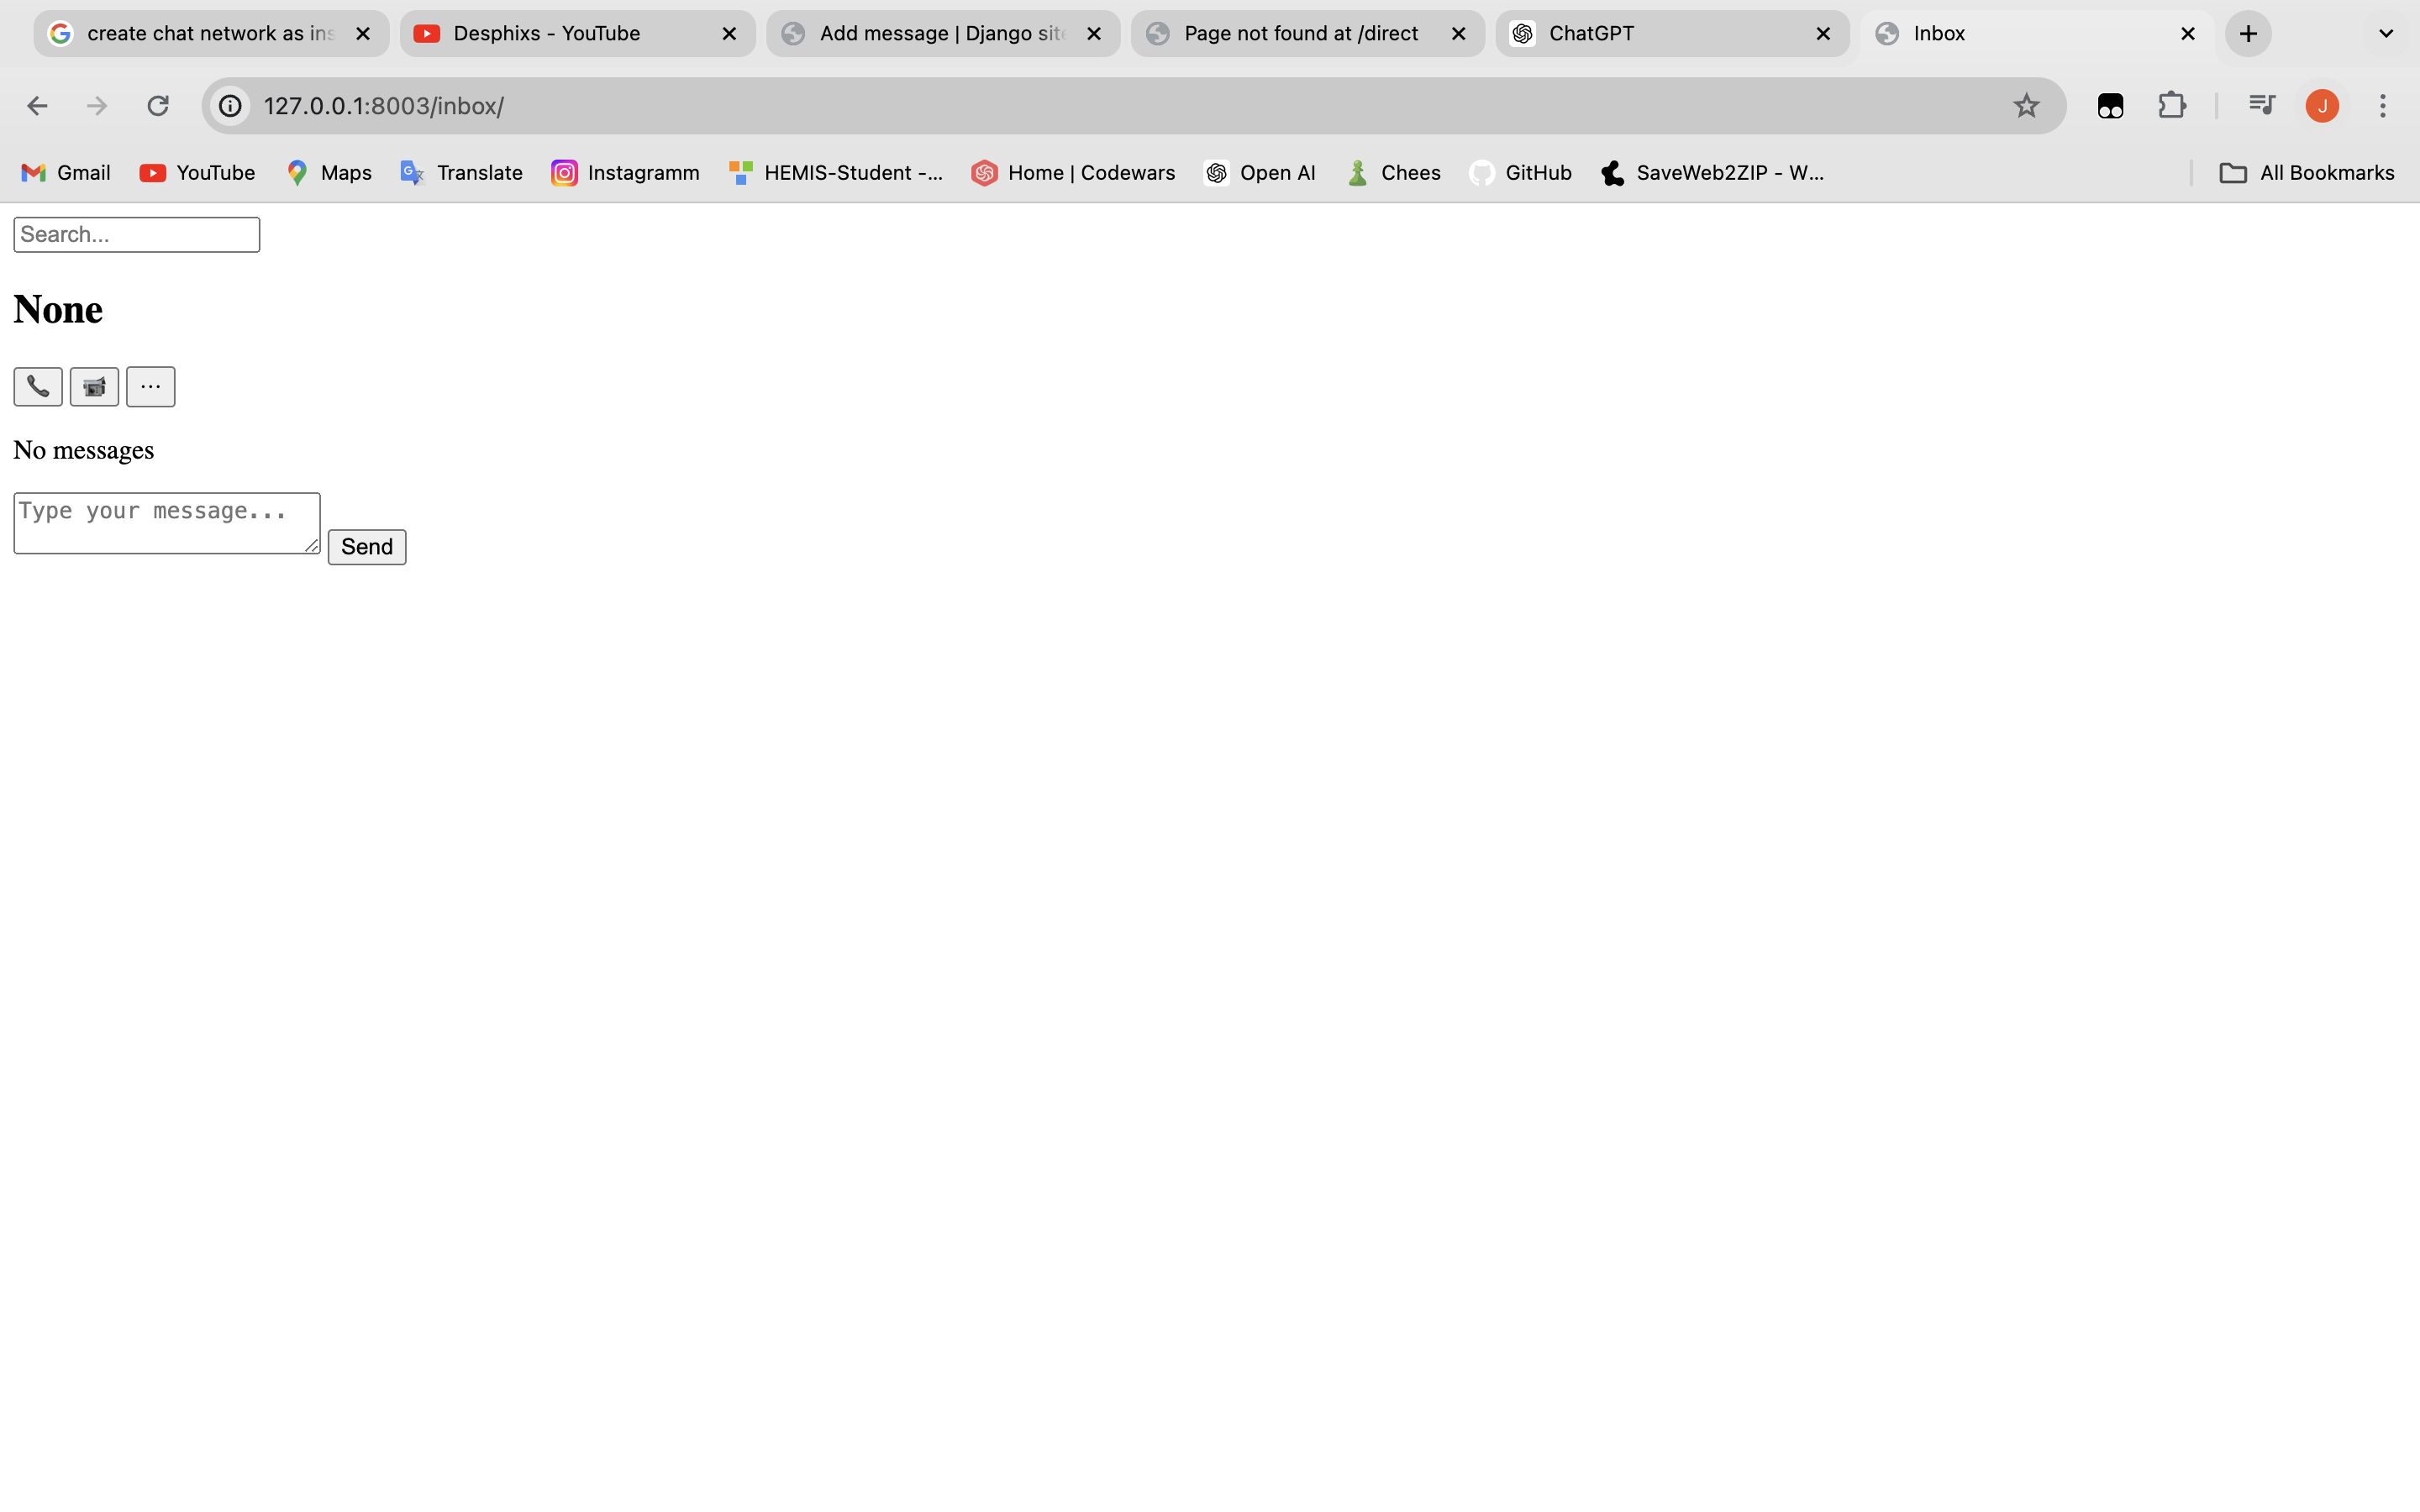 create chat network as ins
Desphixs - YouTube
Add message | Django site
Page not found at /direct
ChatGPT
Inbox
127.0.0.1:8003/inbox/
J
Gmail
YouTube
Maps
Translate
Instagramm
HEMIS-Student -...
Home | Codewars
Open AI
Chees
GitHub
SaveWeb2ZIP - W...
All Bookmarks
Search...
None
...
No messages
Type your message...
Send